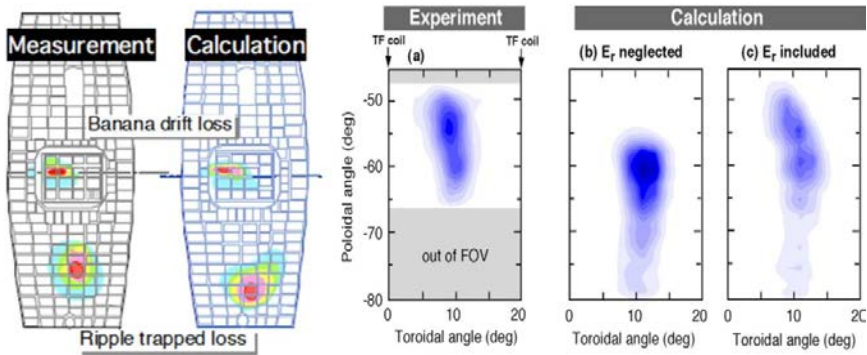 Measurement
Calculation
Banana drift loss
Ripple trapped loss
Experiment
Calculation
TF coil
TF coil
(a)
(b) Er neglected
(c) Er included
Poloidal angle (deg)
-50
-60
-70
-80
out of FOV
0
10
20
0
10
20
0
10
20
Toroidal angle (deg)
Toroidal angle (deg)
Toroidal angle (deg)